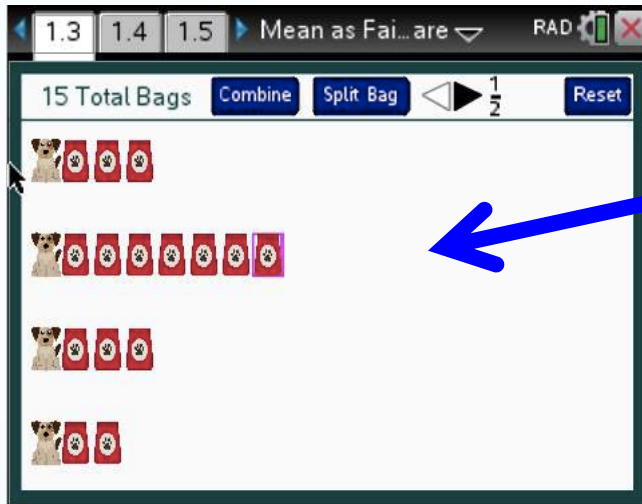 1.3 1.4 1.5 Mean as Fai…are RAD
15 Total Bags Combine Split Bag 1/2 Reset